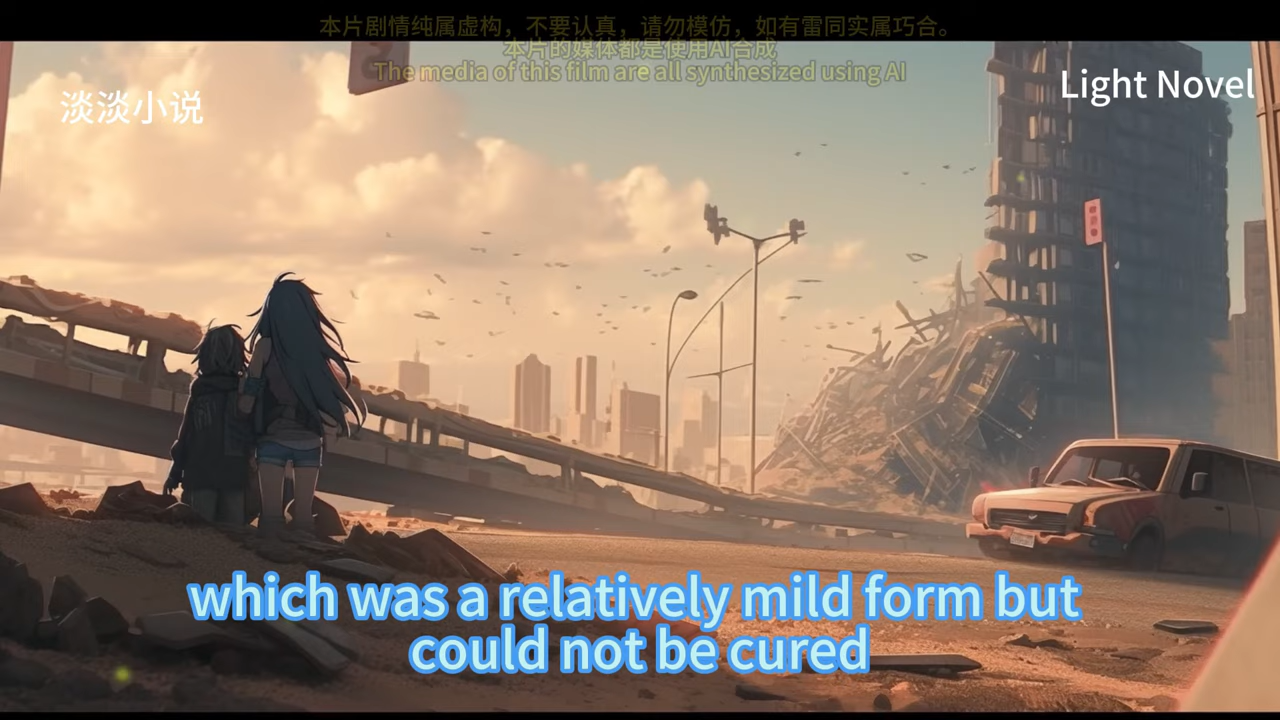 本片剧情纯属虚构，不要认真，请勿模仿，如有雷同实属巧合。
本片的媒体都是使用AI合成
The media of this film are all synthesized using AI
Light Novel
淡淡小说
which was a relatively mild form but
could not be cured